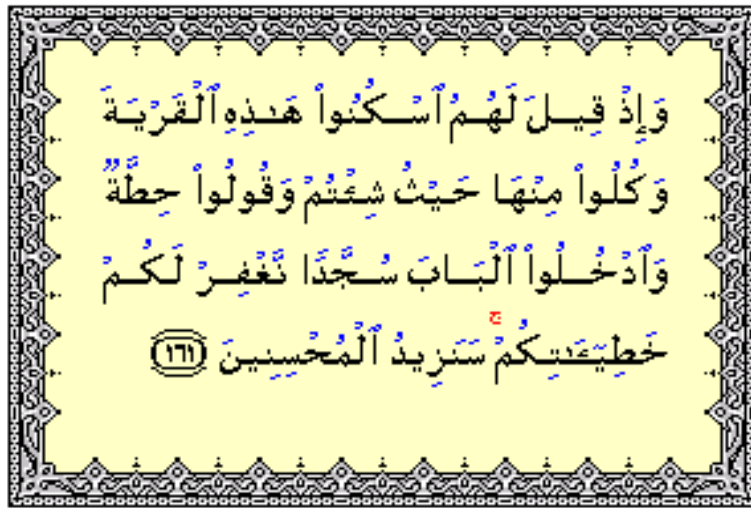 وَإِذْ قِيلَ لَهُمُ ٱسْكُنُوا۟ هَـٰذِهِ ٱلْقَرْيَةَ
وَكُلُوا۟ مِنْهَا حَيْثُ شِئْتُمْ وَقُولُوا۟ حِطَّةٌ
وَٱدْخُلُوا۟ ٱلْبَابَ سُجَّدًا نَّغْفِرْ لَكُمْ
خَطِيٓـَٔـٰتِكُمْ ۚ سَنَزِيدُ ٱلْمُحْسِنِينَ ١٦١